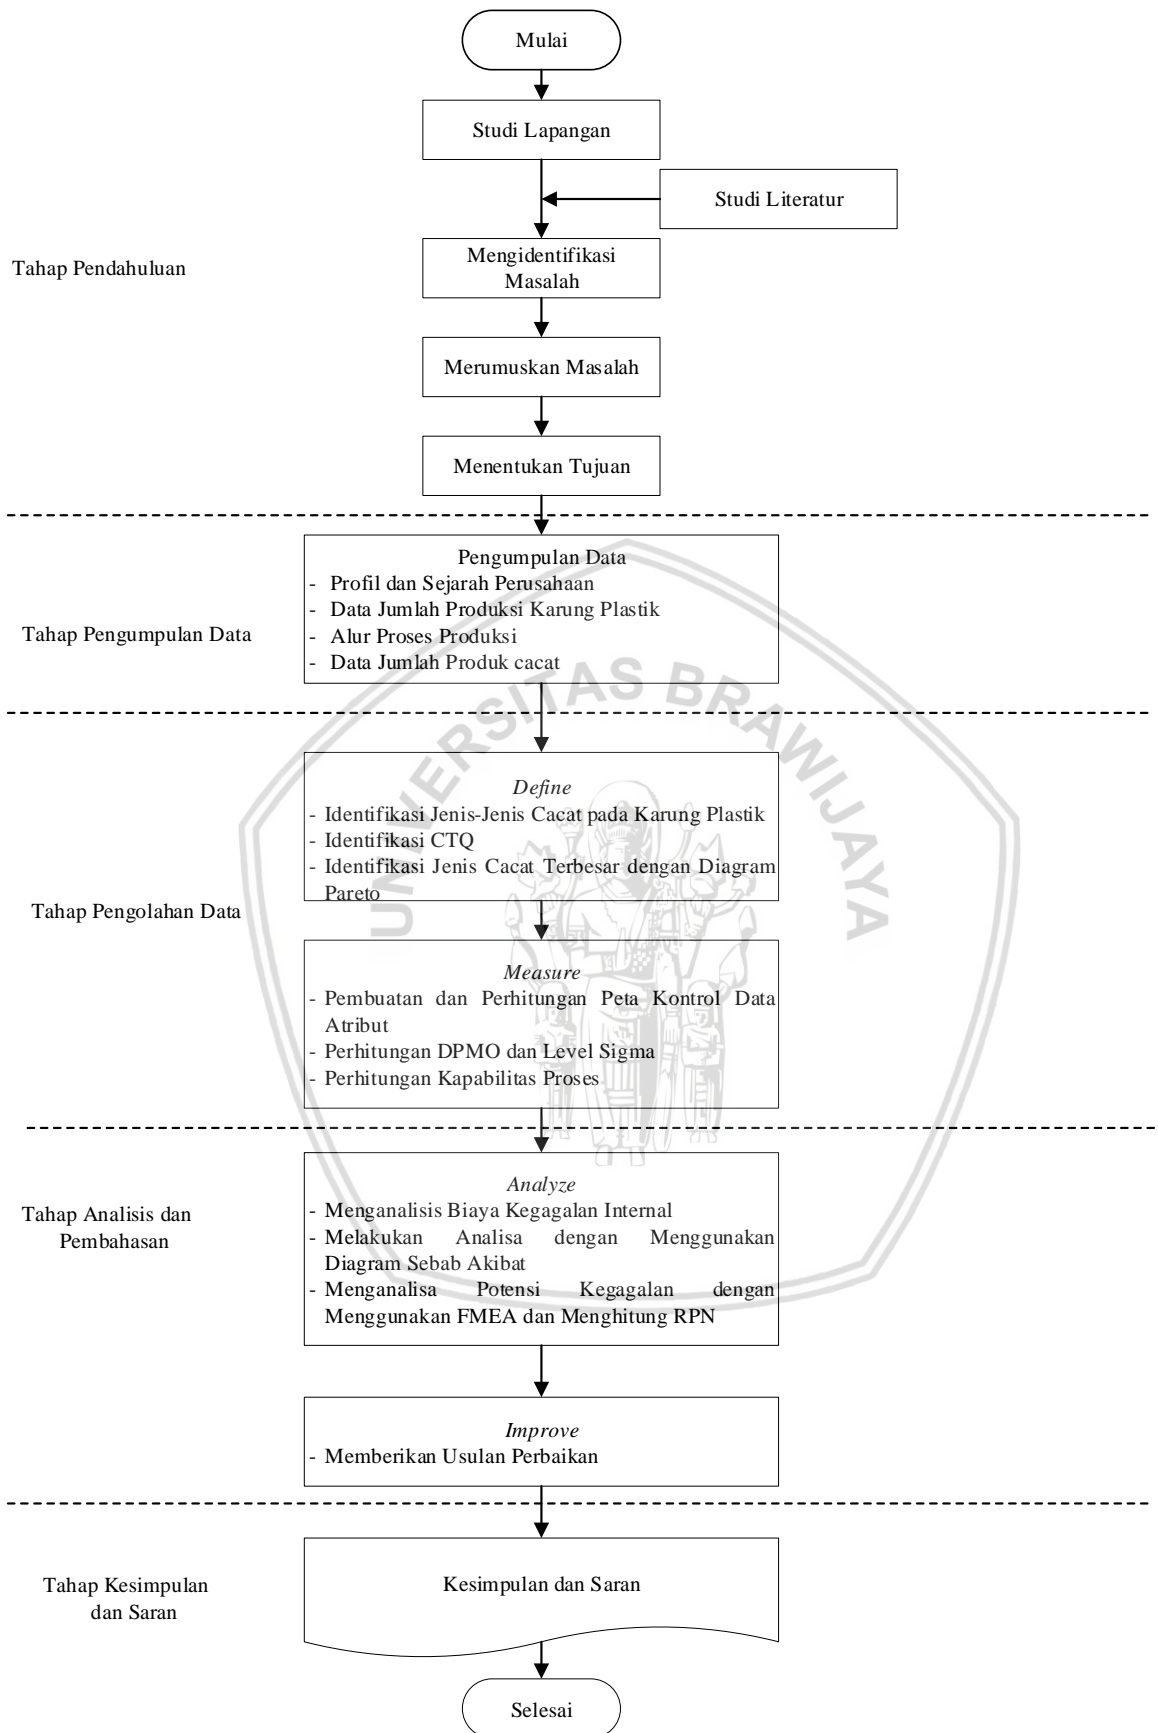 Mulai
Studi Lapangan
Studi Literatur
Mengidentifikasi
Masalah
Tahap Pendahuluan
Merumuskan Masalah
Menentukan Tujuan
Pengumpulan Data
- Profil dan Sejarah Perusahaan
- Data Jumlah Produksi Karung Plastik
- Alur Proses Produksi
- Data Jumlah Produk cacat
Tahap Pengumpulan Data
UNIVERSITAS BRAWIJAYA
Define
- Identifikasi Jenis-Jenis Cacat pada Karung Plastik
- Identifikasi CTQ
- Identifikasi Jenis Cacat Terbesar dengan Diagram
Pareto
Tahap Pengolahan Data
Measure
- Pembuatan dan Perhitungan Peta Kontrol Data
Atribut
- Perhitungan DPMO dan Level Sigma
- Perhitungan Kapabilitas Proses
Analyze
- Menganalisis Biaya Kegagalan Internal
- Melakukan Analisa dengan Menggunakan
Diagram Sebab Akibat
- Menganalisa Potensi Kegagalan dengan
Menggunakan FMEA dan Menghitung RPN
Tahap Analisis dan
Pembahasan
Improve
- Memberikan Usulan Perbaikan
Kesimpulan dan Saran
Tahap Kesimpulan
dan Saran
Selesai